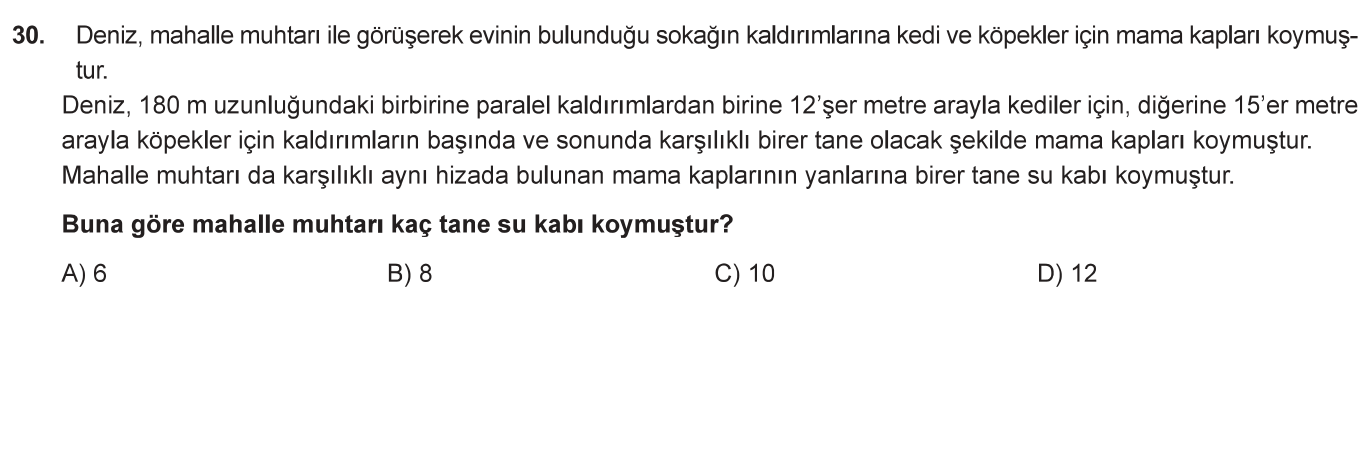 30. Deniz, mahalle muhtarı ile görüşerek evinin bulunduğu sokağın kaldırımlarına kedi ve köpekler için mama kapları koymuş-
tur.
Deniz, 180 m uzunluğundaki birbirine paralel kaldırımlardan birine 12’şer metre arayla kediler için, diğerine 15’er metre
arayla köpekler için kaldırımların başında ve sonunda karşılıklı birer tane olacak şekilde mama kapları koymuştur.
Mahalle muhtarı da karşılıklı aynı hizada bulunan mama kaplarının yanlarına birer tane su kabı koymuştur.
Buna göre mahalle muhtarı kaç tane su kabı koymuştur?
A) 6 B) 8 C) 10 D) 12